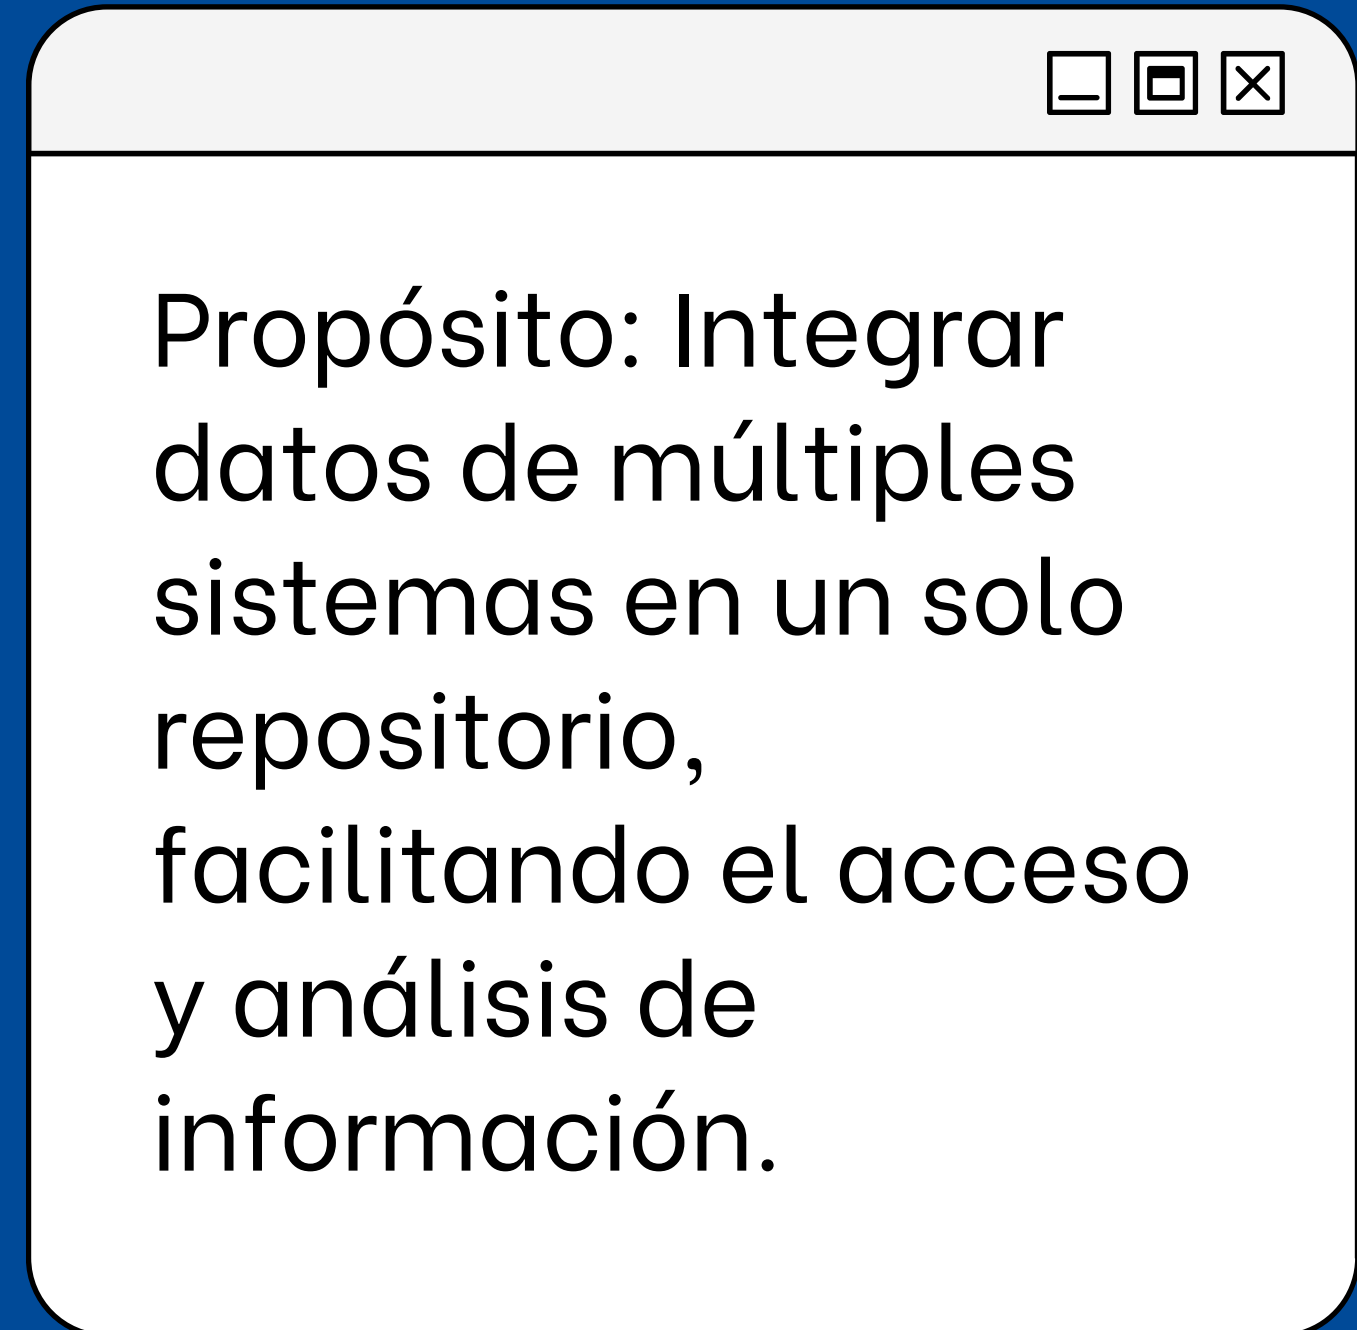 Propósito: Integrar
datos de múltiples
sistemas en un solo
repositorio,
facilitando el acceso
y análisis de
información.